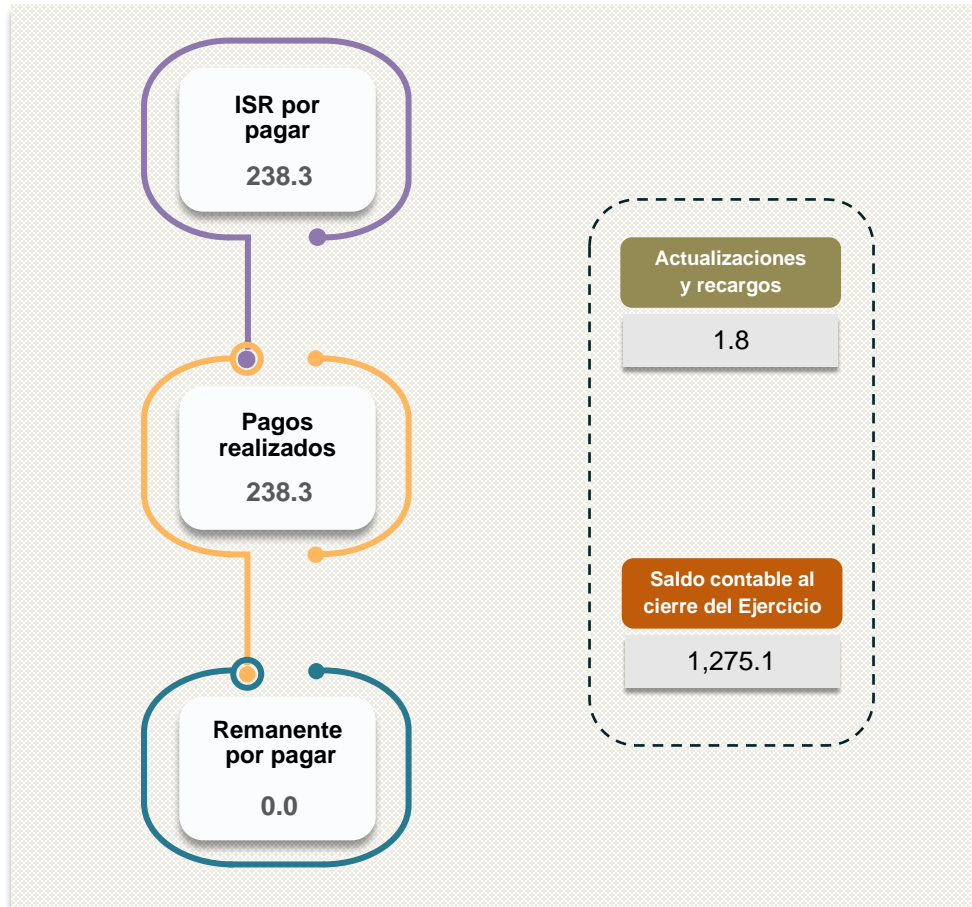 ISR por
pagar
238.3
Pagos
realizados
238.3
Remanente
por pagar
0.0
Actualizaciones
y recargos
1.8
Saldo contable al
cierre del Ejercicio
1,275.1